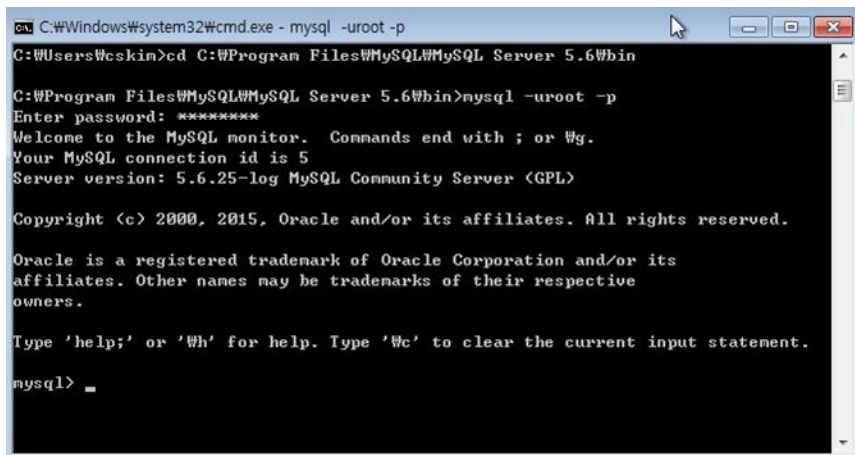 C:₩Windows₩system32₩cmd.exe - mysql -uroot -p
C:₩Users₩cskim>cd C:₩Program Files₩MySQL₩MySQL Server 5.6₩bin
C:₩Program Files₩MySQL₩MySQL Server 5.6₩bin>mysql -uroot -p
Enter password: ********
Welcome to the MySQL monitor.  Commands end with ; or ₩g.
Your MySQL connection id is 5
Server version: 5.6.25-log MySQL Community Server (GPL)
Copyright (c) 2000, 2015, Oracle and/or its affiliates. All rights reserved.
Oracle is a registered trademark of Oracle Corporation and/or its
affiliates. Other names may be trademarks of their respective
owners.
Type 'help;' or '₩h' for help. Type '₩c' to clear the current input statement.
mysql> _